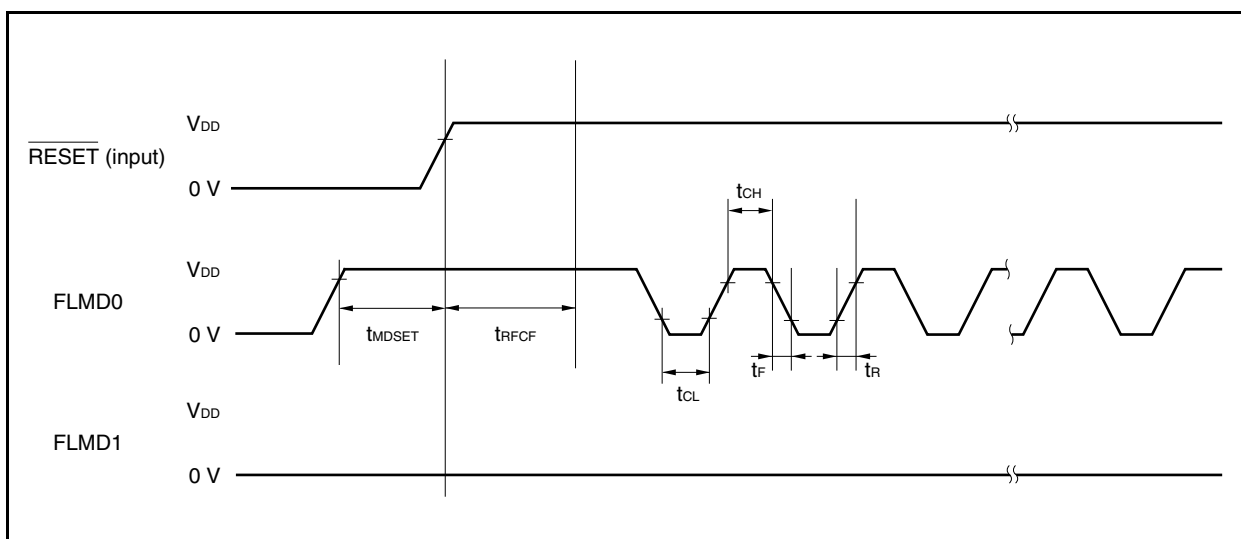 VDD
RESET (input)
0 V
tCH
VDD
FLMD0
tMDSET
tRFCF
0 V
tF
tR
tCL
VDD
FLMD1
0 V